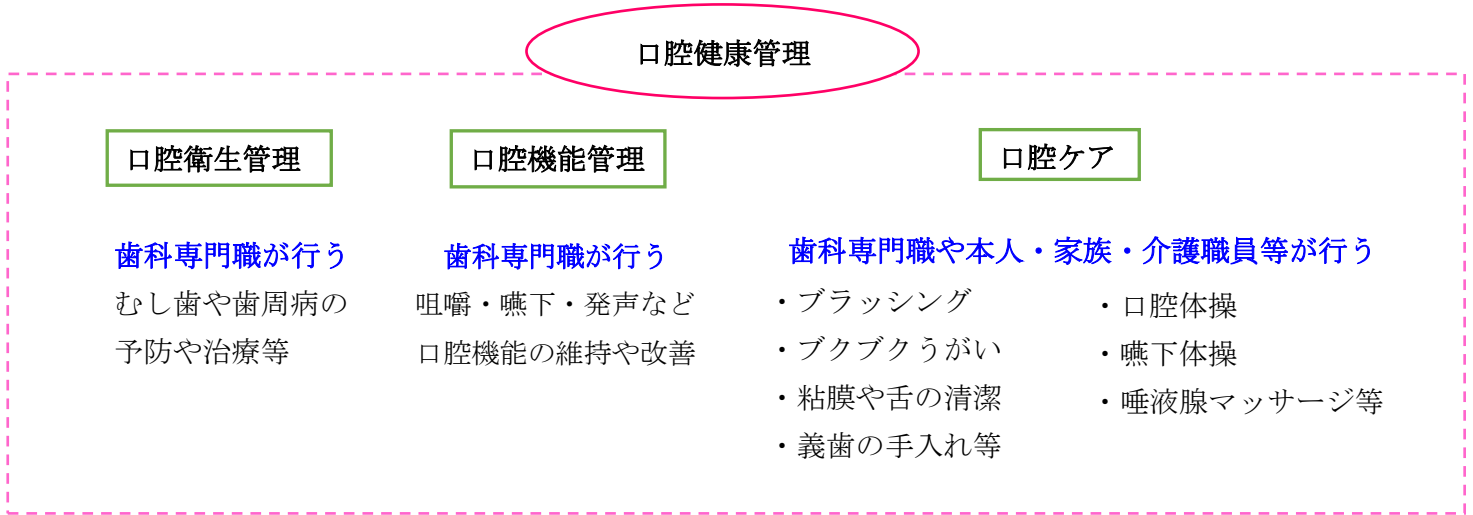 口腔健康管理
口腔衛生管理
歯科専門職が行う
むし歯や歯周病の
予防や治療等
口腔機能管理
歯科専門職が行う
咀嚼・嚥下・発声など
口腔機能の維持や改善
口腔ケア
歯科専門職や本人・家族・介護職員等が行う
・ブラッシング
・ブクブクうがい
・粘膜や舌の清潔
・義歯の手入れ等
・口腔体操
・嚥下体操
・唾液腺マッサージ等